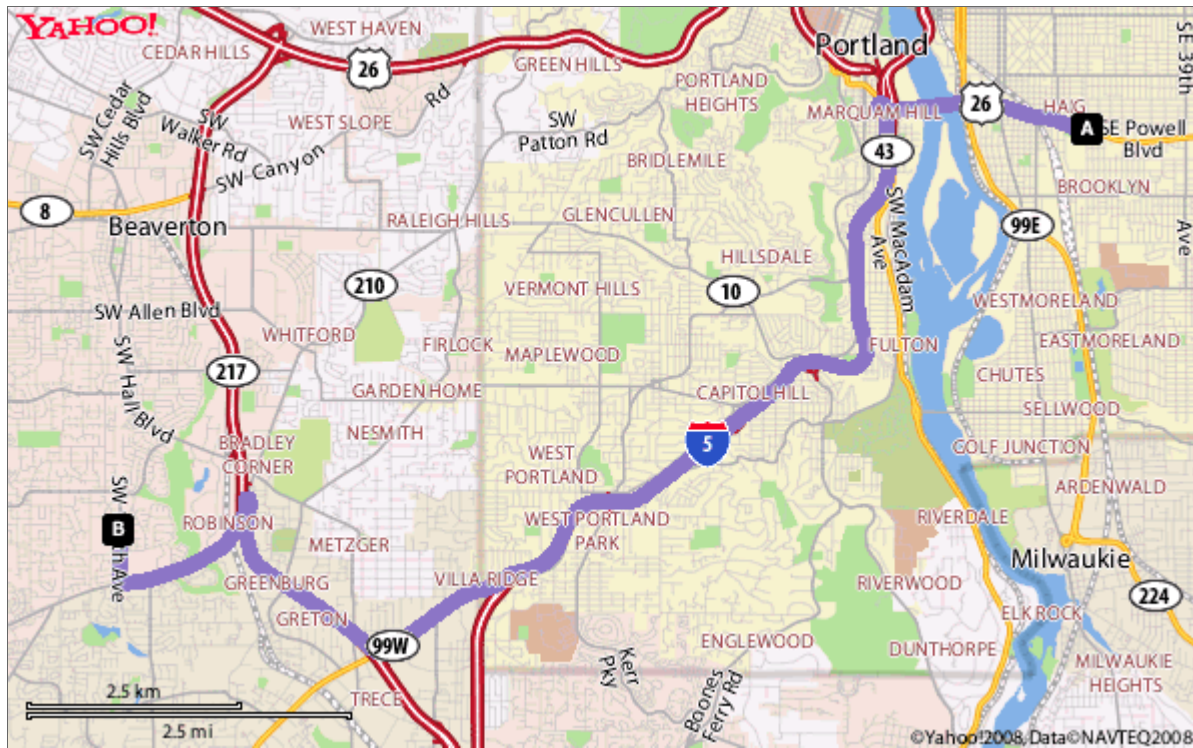 YAHOO!
WEST HAVEN
CEDAR HILLS
26
GREEN HILLS
Portland
SE 39th
Ave
PORTLAND
HEIGHTS
MARQUAM HILL
26
HAIG
A
SE Powell
Blvd
SW Cedar
Hills Blvd
SW
Walker Rd
WEST SLOPE
Rd
SW Canyon
SW
Patton Rd
BRIDLEMILE
43
BROOKLYN
8
Beaverton
RALEIGH HILLS
GLENCULLEN
SW MacAdam
Ave
99E
HILLSDALE
210
VERMONT HILLS
10
WESTMORELAND
SW Allen Blvd
WHITFORD
FIRLOCK
MAPLEWOOD
FULTON
EASTMORELAND
217
SW Hall Blvd
GARDEN HOME
CAPITOL HILL
CHUTES
SELLWOOD
BRADLEY
CORNER
NESMITH
5
WEST
PORTLAND
GOLF JUNCTION
ARDENWALD
SW
th Ave
B
ROBINSON
METZGER
WEST PORTLAND
PARK
RIVERDALE
Milwaukie
GREENBURG
VILLA RIDGE
RIVERWOOD
224
GRETON
99W
ENGLEWOOD
DUNTHORPE
ELK ROCK
Kerr
Pky
Boones
Ferry Rd
MILWAUKIE
HEIGHTS
TRECE
2.5 km
2.5 mi
©Yahoo!2008, Data©NAVTEQ2008